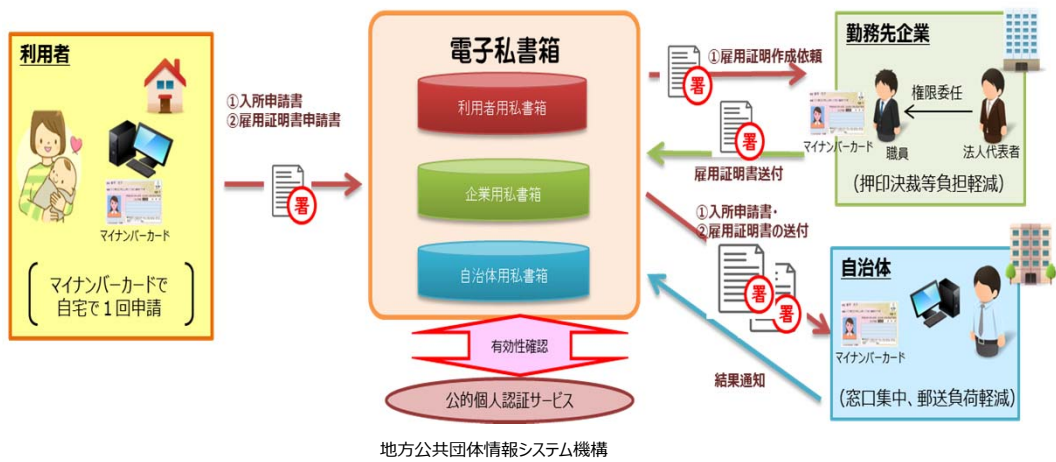 利用者
マイナンバーカード
マイナンバーカードで
自宅で1回申請
①入所申請書
②雇用証明書申請書
署
電子私書箱
利用者用私書箱
企業用私書箱
自治体用私書箱
有効性確認
公的個人認証サービス
地方公共団体情報システム機構
署
①雇用証明作成依頼
署
雇用証明書送付
①入所申請書・
②雇用証明書の送付
署
署
結果通知
勤務先企業
権限委任
マイナンバーカード
職員
法人代表者
(押印決裁等負担軽減)
自治体
マイナンバーカード
(窓口集中、郵送負荷軽減)